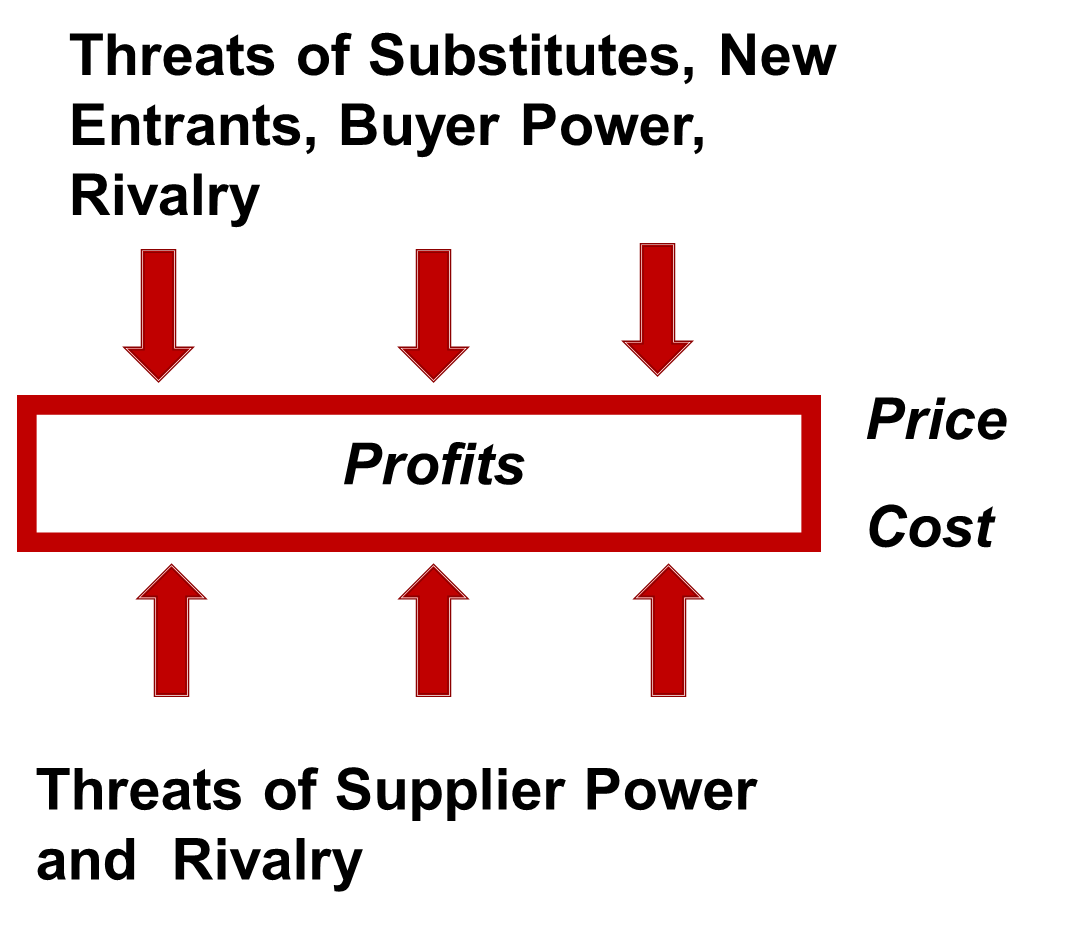 Threats of Substitutes, New
Entrants, Buyer Power,
Rivalry
Price
Profits
Cost
Threats of Supplier Power
and Rivalry